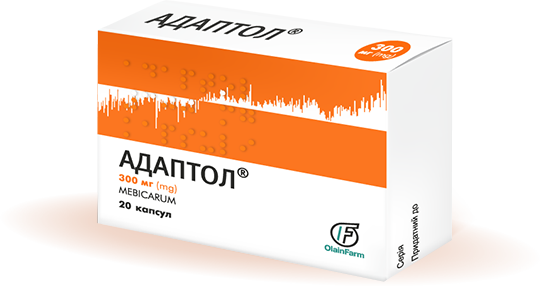 АДАПТОЛ®
300
мг (mg)
АДАПТОЛ®
300 мг (mg)
MEBICARUM
20 капсул
OlainFarm
Серія
Придатний до